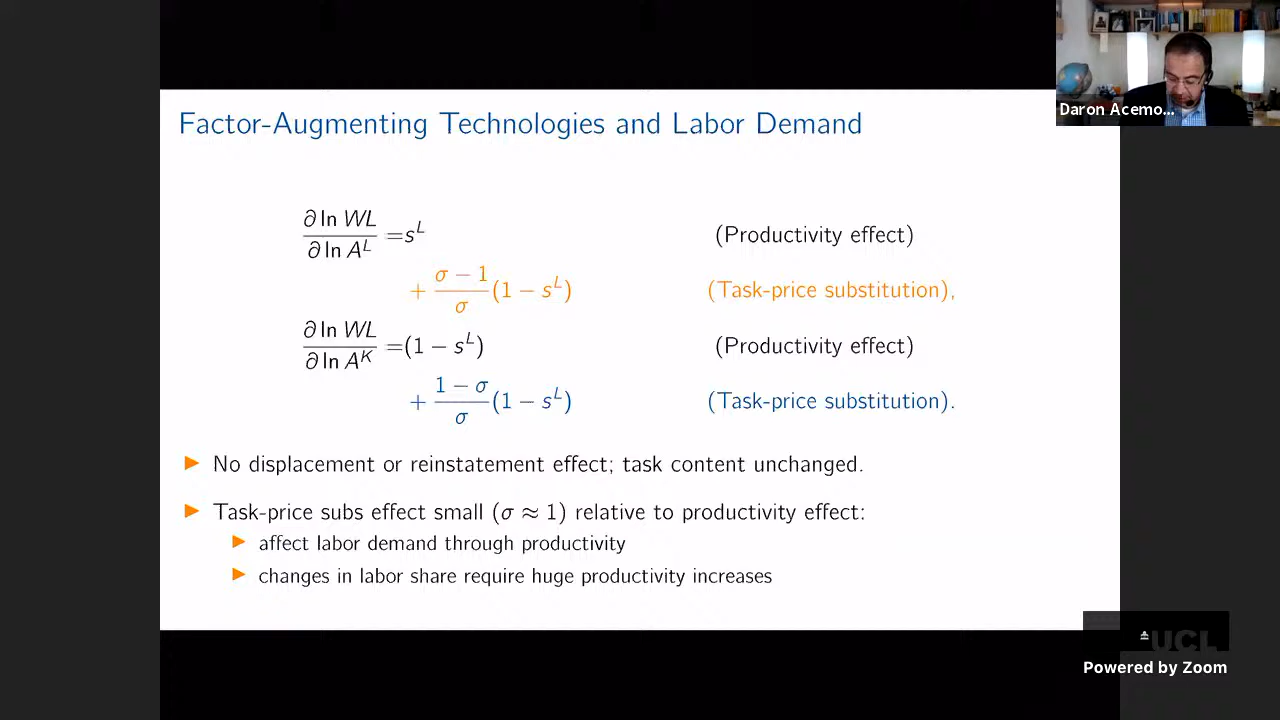 Daron Acemo...
Factor-Augmenting Technologies and Labor Demand
∂ ln WL / ∂ ln A^L = s^L (Productivity effect)
+ (σ − 1)/σ (1 − s^L) (Task-price substitution),
∂ ln WL / ∂ ln A^K = (1 − s^L) (Productivity effect)
+ (1 − σ)/σ (1 − s^L) (Task-price substitution).
▶ No displacement or reinstatement effect; task content unchanged.
▶ Task-price subs effect small (σ ≈ 1) relative to productivity effect:
▶ affect labor demand through productivity
▶ changes in labor share require huge productivity increases
UCL
Powered by Zoom